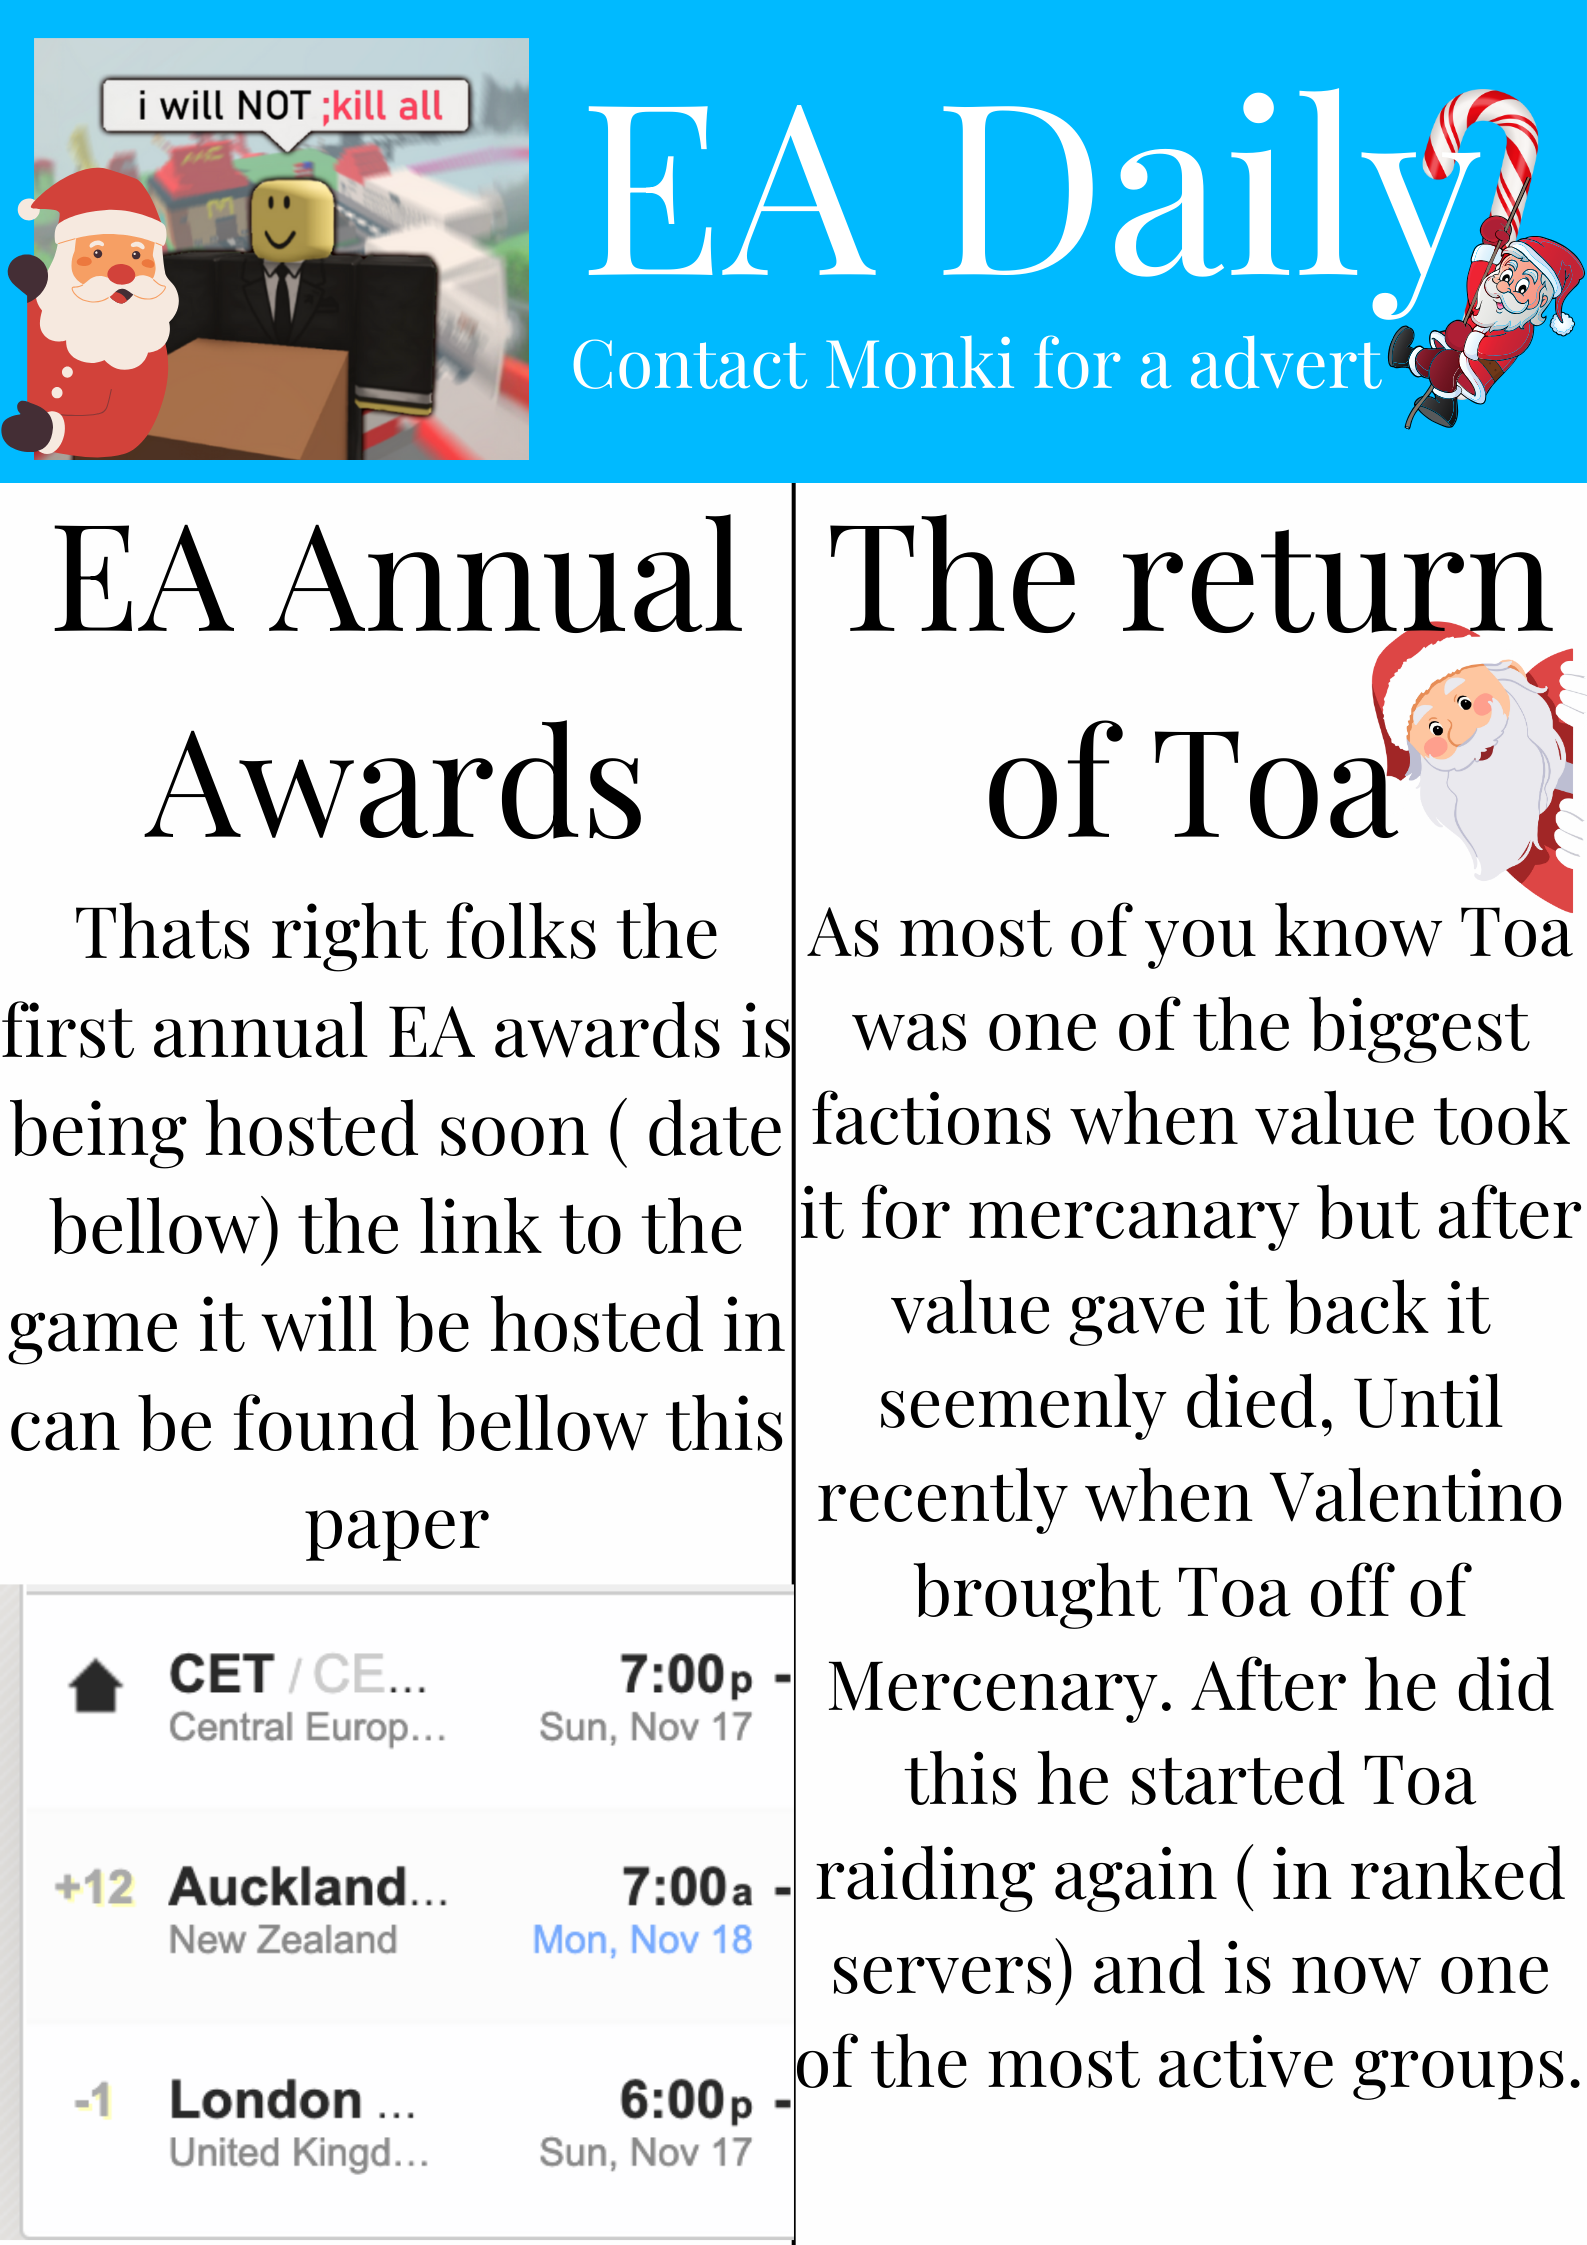 i will NOT ;kill all
EA Daily
Contact Monki for a advert
EA Annual
Awards
Thats right folks the
first annual EA awards is
being hosted soon ( date
bellow) the link to the
game it will be hosted in
can be found bellow this
paper
CET / CE... 7:00p -
Central Europ... Sun, Nov 17
+12 Auckland... 7:00a -
New Zealand Mon, Nov 18
-1 London ... 6:00p -
United Kingd... Sun, Nov 17
The return
of Toa
As most of you know Toa
was one of the biggest
factions when value took
it for mercanary but after
value gave it back it
seemenly died, Until
recently when Valentino
brought Toa off of
Mercenary. After he did
this he started Toa
raiding again ( in ranked
servers) and is now one
of the most active groups.